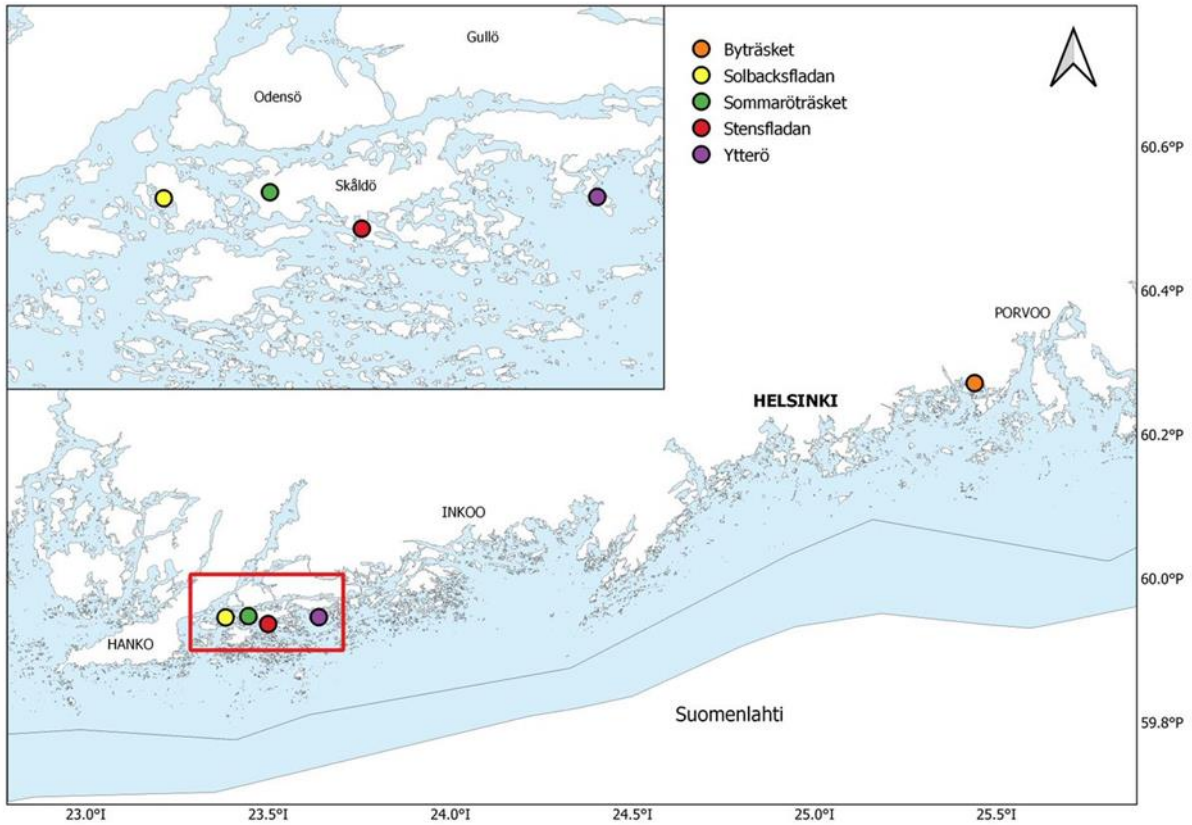 Gullö
Odensö
Skåldö
Byträsket
Solbacksfladan
Sommaröträsket
Stensfladan
Ytterö
60.6°P
60.4°P
60.2°P
60.0°P
59.8°P
PORVOO
HELSINKI
INKOO
HANKO
Suomenlahti
23.0°I
23.5°I
24.0°I
24.5°I
25.0°I
25.5°I